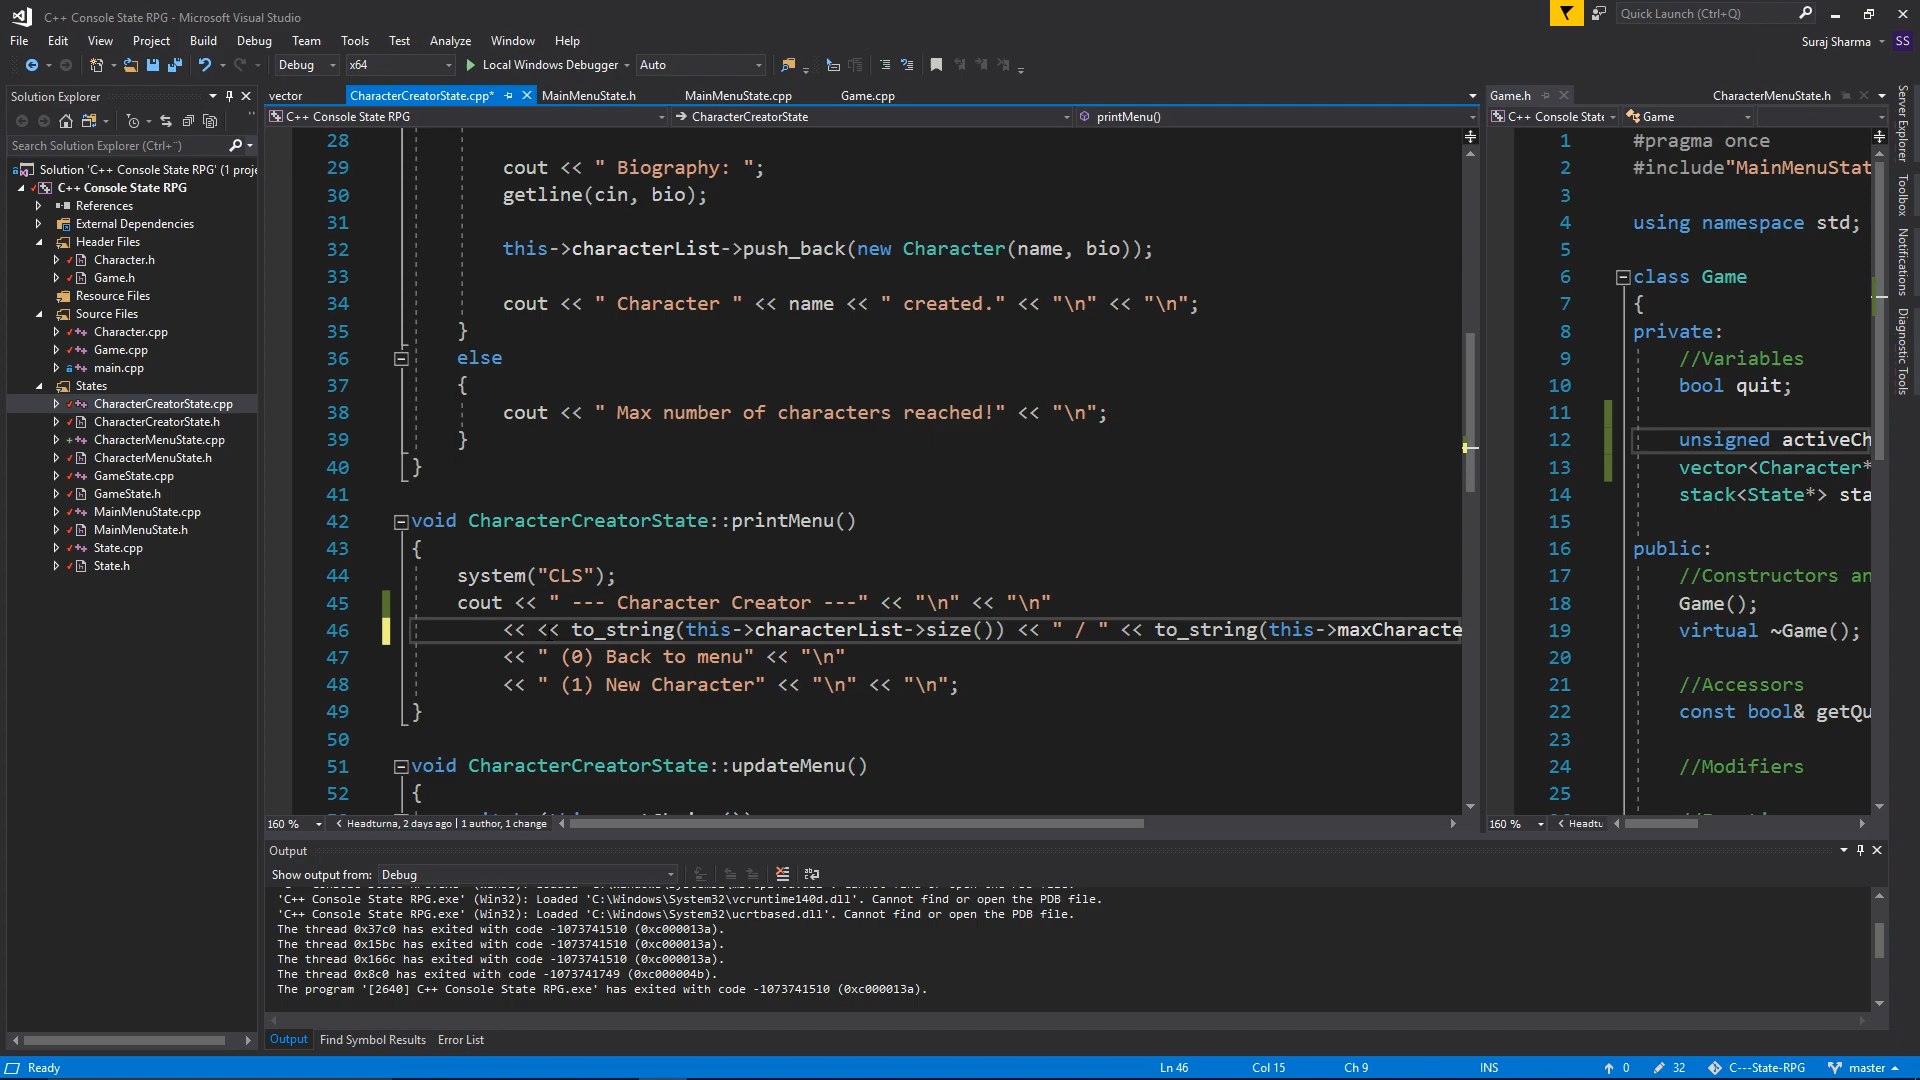 C++ Console State RPG - Microsoft Visual Studio
Quick Launch (Ctrl+Q)
File Edit View Project Build Debug Team Tools Test Analyze Window Help
Suraj Sharma SS
Debug x64 Local Windows Debugger Auto
Solution Explorer
Search Solution Explorer (Ctrl+¨)
Solution 'C++ Console State RPG' (1 proje
C++ Console State RPG
References
External Dependencies
Header Files
Character.h
Game.h
Resource Files
Source Files
Character.cpp
Game.cpp
main.cpp
States
CharacterCreatorState.cpp
CharacterCreatorState.h
CharacterMenuState.cpp
CharacterMenuState.h
GameState.cpp
GameState.h
MainMenuState.cpp
MainMenuState.h
State.cpp
State.h
vector CharacterCreatorState.cpp* MainMenuState.h MainMenuState.cpp Game.cpp
C++ Console State RPG CharacterCreatorState printMenu()
28
29 cout << " Biography: ";
30 getline(cin, bio);
31
32 this->characterList->push_back(new Character(name, bio));
33
34 cout << " Character " << name << " created." << "\n" << "\n";
35 }
36 else
37 {
38 cout << " Max number of characters reached!" << "\n";
39 }
40 }
41
42 void CharacterCreatorState::printMenu()
43 {
44 system("CLS");
45 cout << " --- Character Creator ---" << "\n" << "\n"
46 << << to_string(this->characterList->size()) << " / " << to_string(this->maxCharacte
47 << " (0) Back to menu" << "\n"
48 << " (1) New Character" << "\n" << "\n";
49 }
50
51 void CharacterCreatorState::updateMenu()
52 {
160 % Headturna, 2 days ago | 1 author, 1 change
Game.h CharacterMenuState.h
C++ Console State Game
1 #pragma once
2 #include"MainMenuStat
3
4 using namespace std;
5
6 class Game
7 {
8 private:
9 //Variables
10 bool quit;
11
12 unsigned activeCh
13 vector<Character*
14 stack<State*> sta
15
16 public:
17 //Constructors an
18 Game();
19 virtual ~Game();
20
21 //Accessors
22 const bool& getQu
23
24 //Modifiers
25
160 % Headtu
Server Explorer
Toolbox
Notifications
Diagnostic Tools
Output
Show output from: Debug
'C++ Console State RPG.exe' (Win32): Loaded 'C:\Windows\System32\vcruntime140d.dll'. Cannot find or open the PDB file.
'C++ Console State RPG.exe' (Win32): Loaded 'C:\Windows\System32\ucrtbased.dll'. Cannot find or open the PDB file.
The thread 0x37c0 has exited with code -1073741510 (0xc000013a).
The thread 0x15bc has exited with code -1073741510 (0xc000013a).
The thread 0x166c has exited with code -1073741510 (0xc000013a).
The thread 0x8c0 has exited with code -1073741749 (0xc000004b).
The program '[2640] C++ Console State RPG.exe' has exited with code -1073741510 (0xc000013a).
Output Find Symbol Results Error List
Ready Ln 46 Col 15 Ch 9 INS 0 32 C---State-RPG master